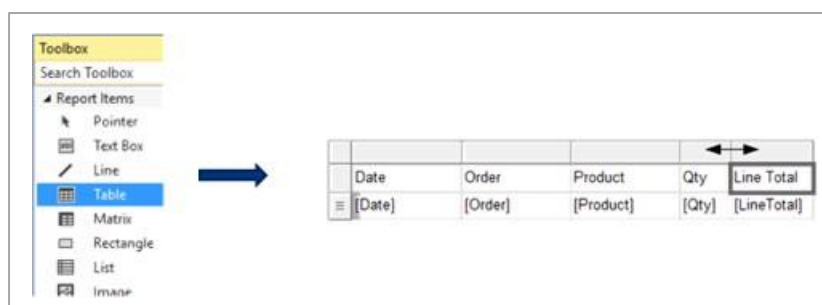 Toolbox
Search Toolbox
Report Items
Pointer
Text Box
Line
Table
Matrix
Rectangle
List
Image
Date Order Product Qty Line Total
[Date] [Order] [Product] [Qty] [LineTotal]